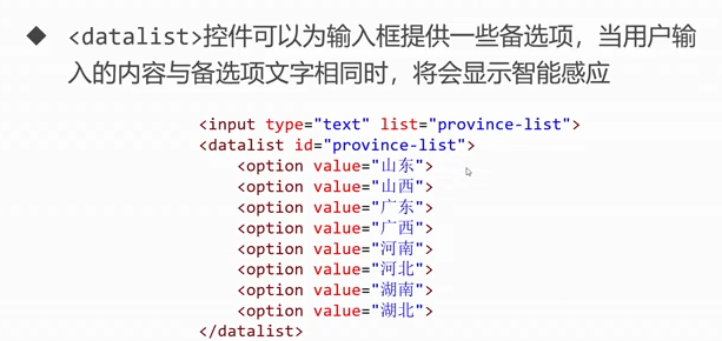 ◆ <datalist>控件可以为输入框提供一些备选项，当用户输
入的内容与备选项文字相同时，将会显示智能感应
<input type="text" list="province-list">
<datalist id="province-list">
    <option value="山东">
    <option value="山西">
    <option value="广东">
    <option value="广西">
    <option value="河南">
    <option value="河北">
    <option value="湖南">
    <option value="湖北">
</datalist>